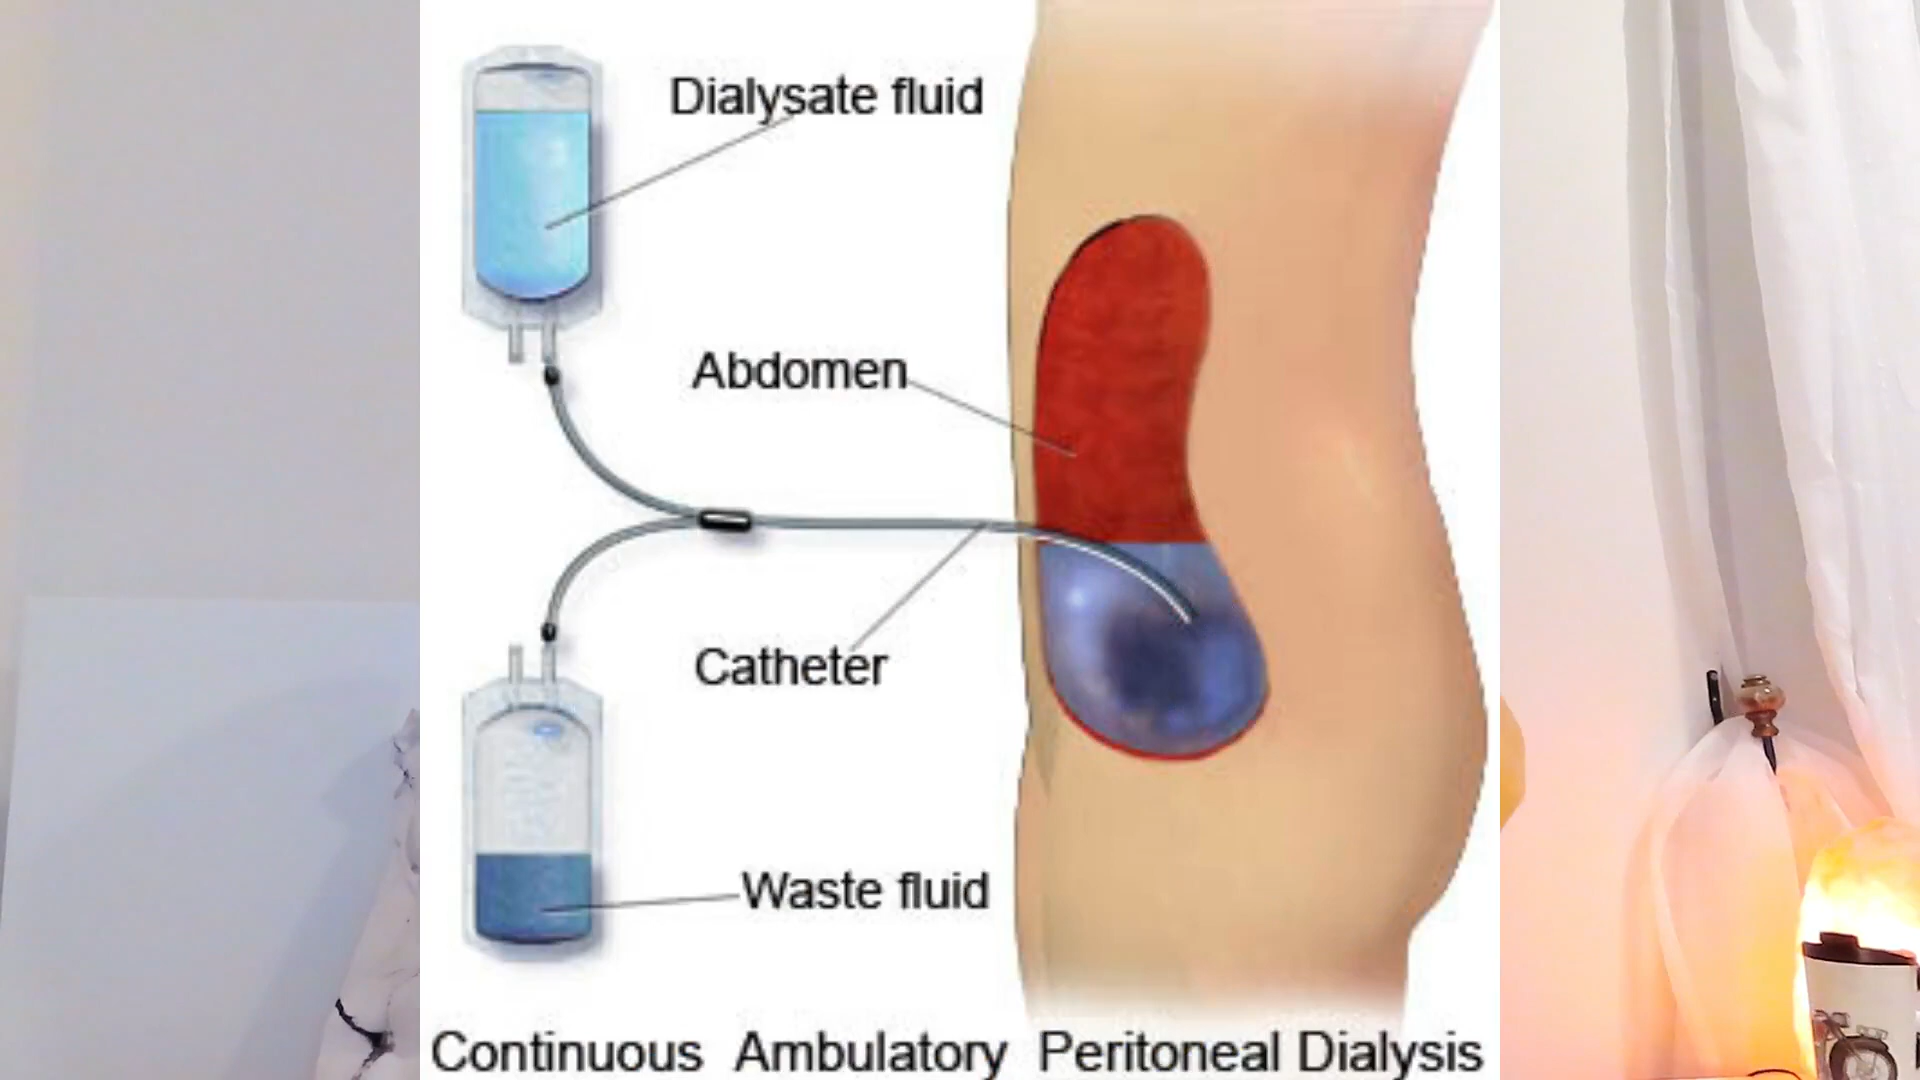 Dialysate fluid
Abdomen
Catheter
Waste fluid
Continuous Ambulatory Peritoneal Dialysis